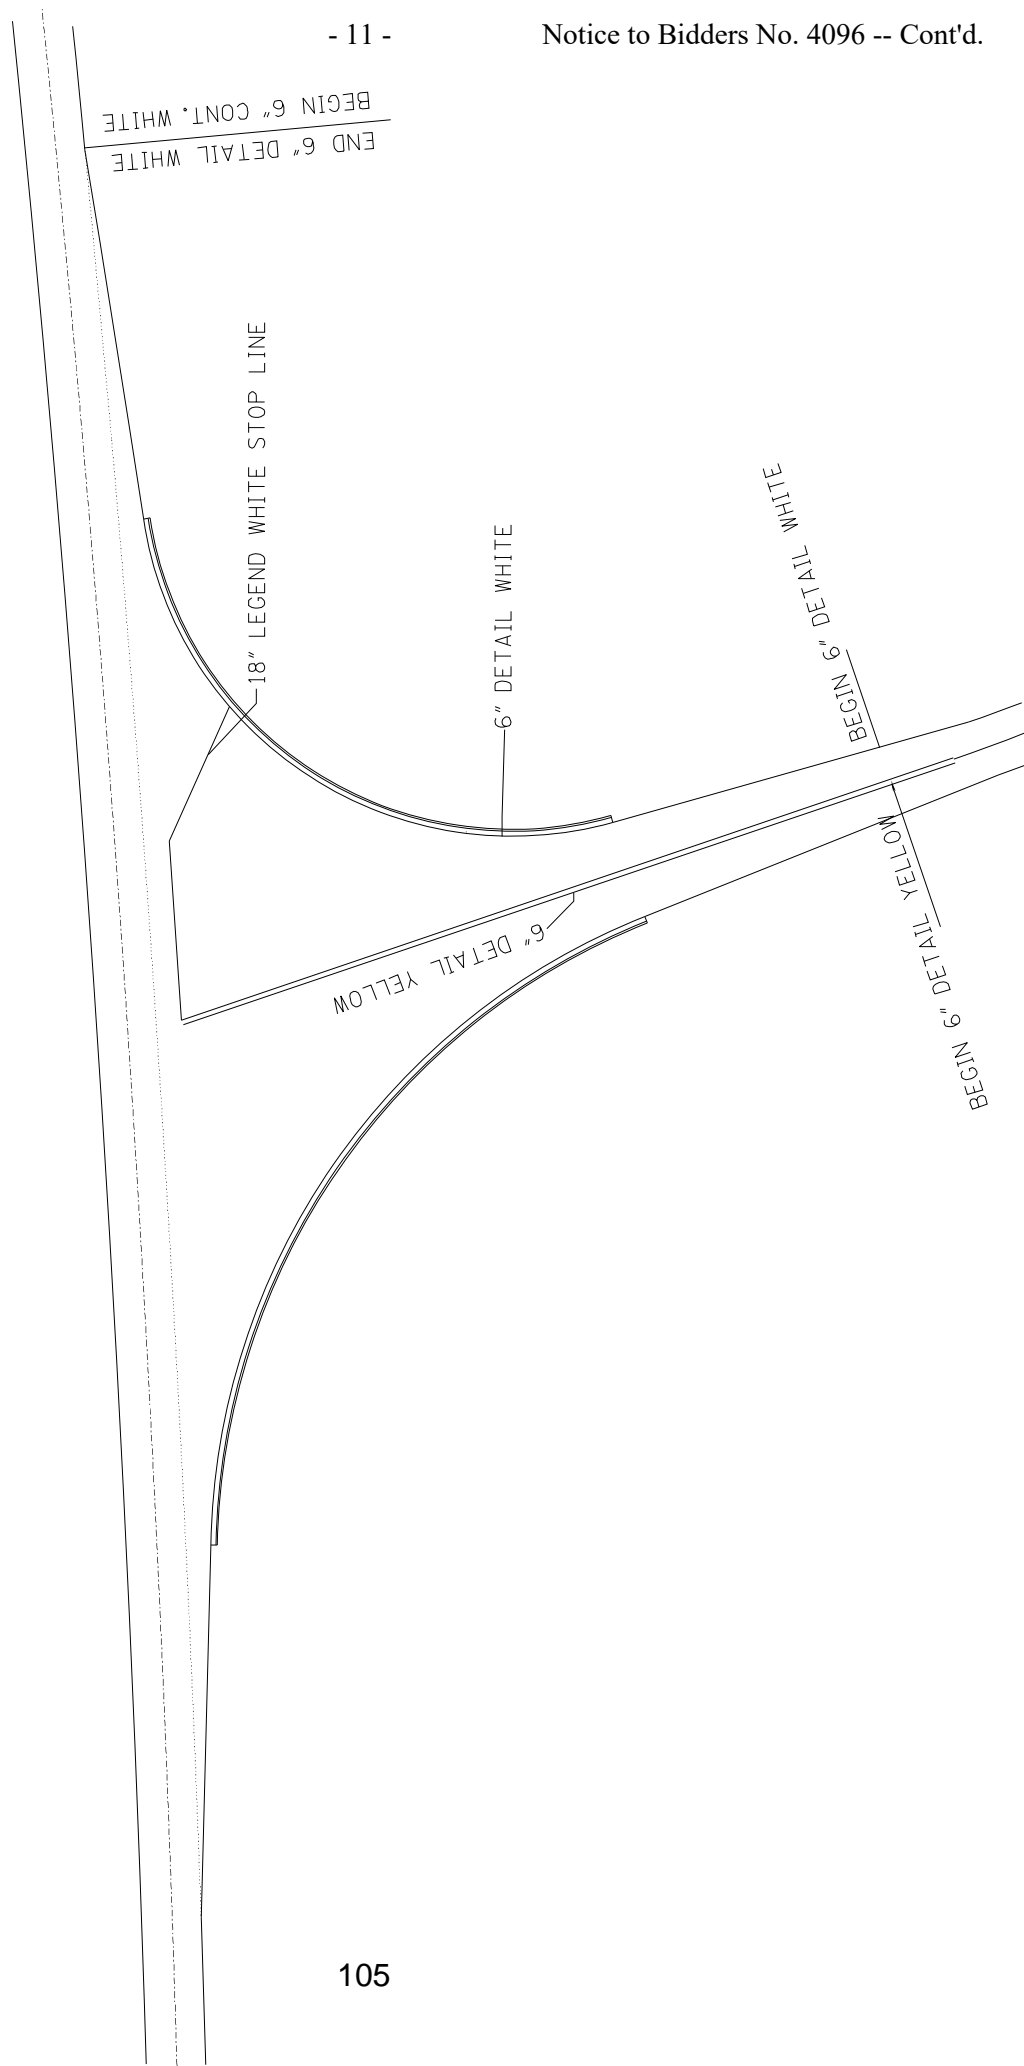 - 11 - Notice to Bidders No. 4096 -- Cont'd.
BEGIN 6" CONT. WHITE
END 6" DETAIL WHITE
18" LEGEND WHITE STOP LINE
6" DETAIL WHITE
BEGIN 6" DETAIL WHITE
6" DETAIL YELLOW
BEGIN 6" DETAIL YELLOW
105